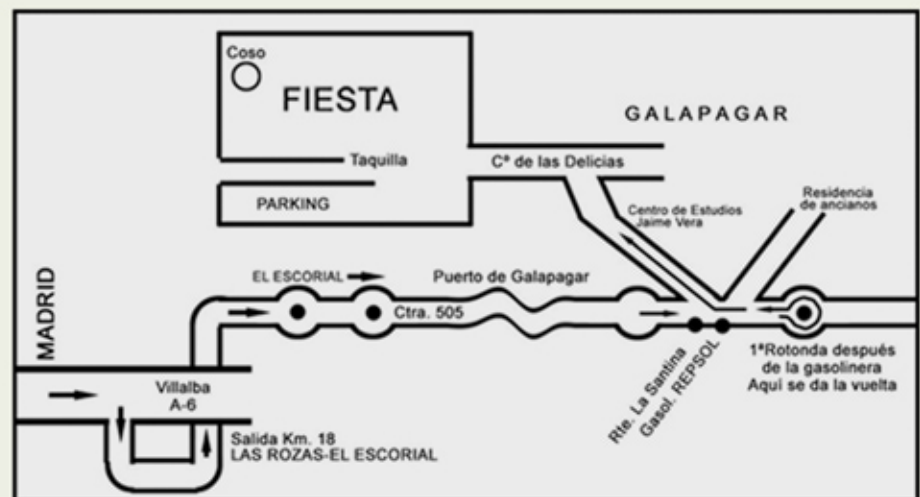 Coso
FIESTA
GALAPAGAR
Taquilla
Cª de las Delicias
PARKING
Centro de Estudios
Jaime Vera
Residencia
de ancianos
MADRID
EL ESCORIAL
Puerto de Galapagar
Ctra. 505
Rte. La Santina
Gasol. REPSOL
1ªRotonda después
de la gasolinera
Aquí se da la vuelta
Villalba
A-6
Salida Km. 18
LAS ROZAS-EL ESCORIAL